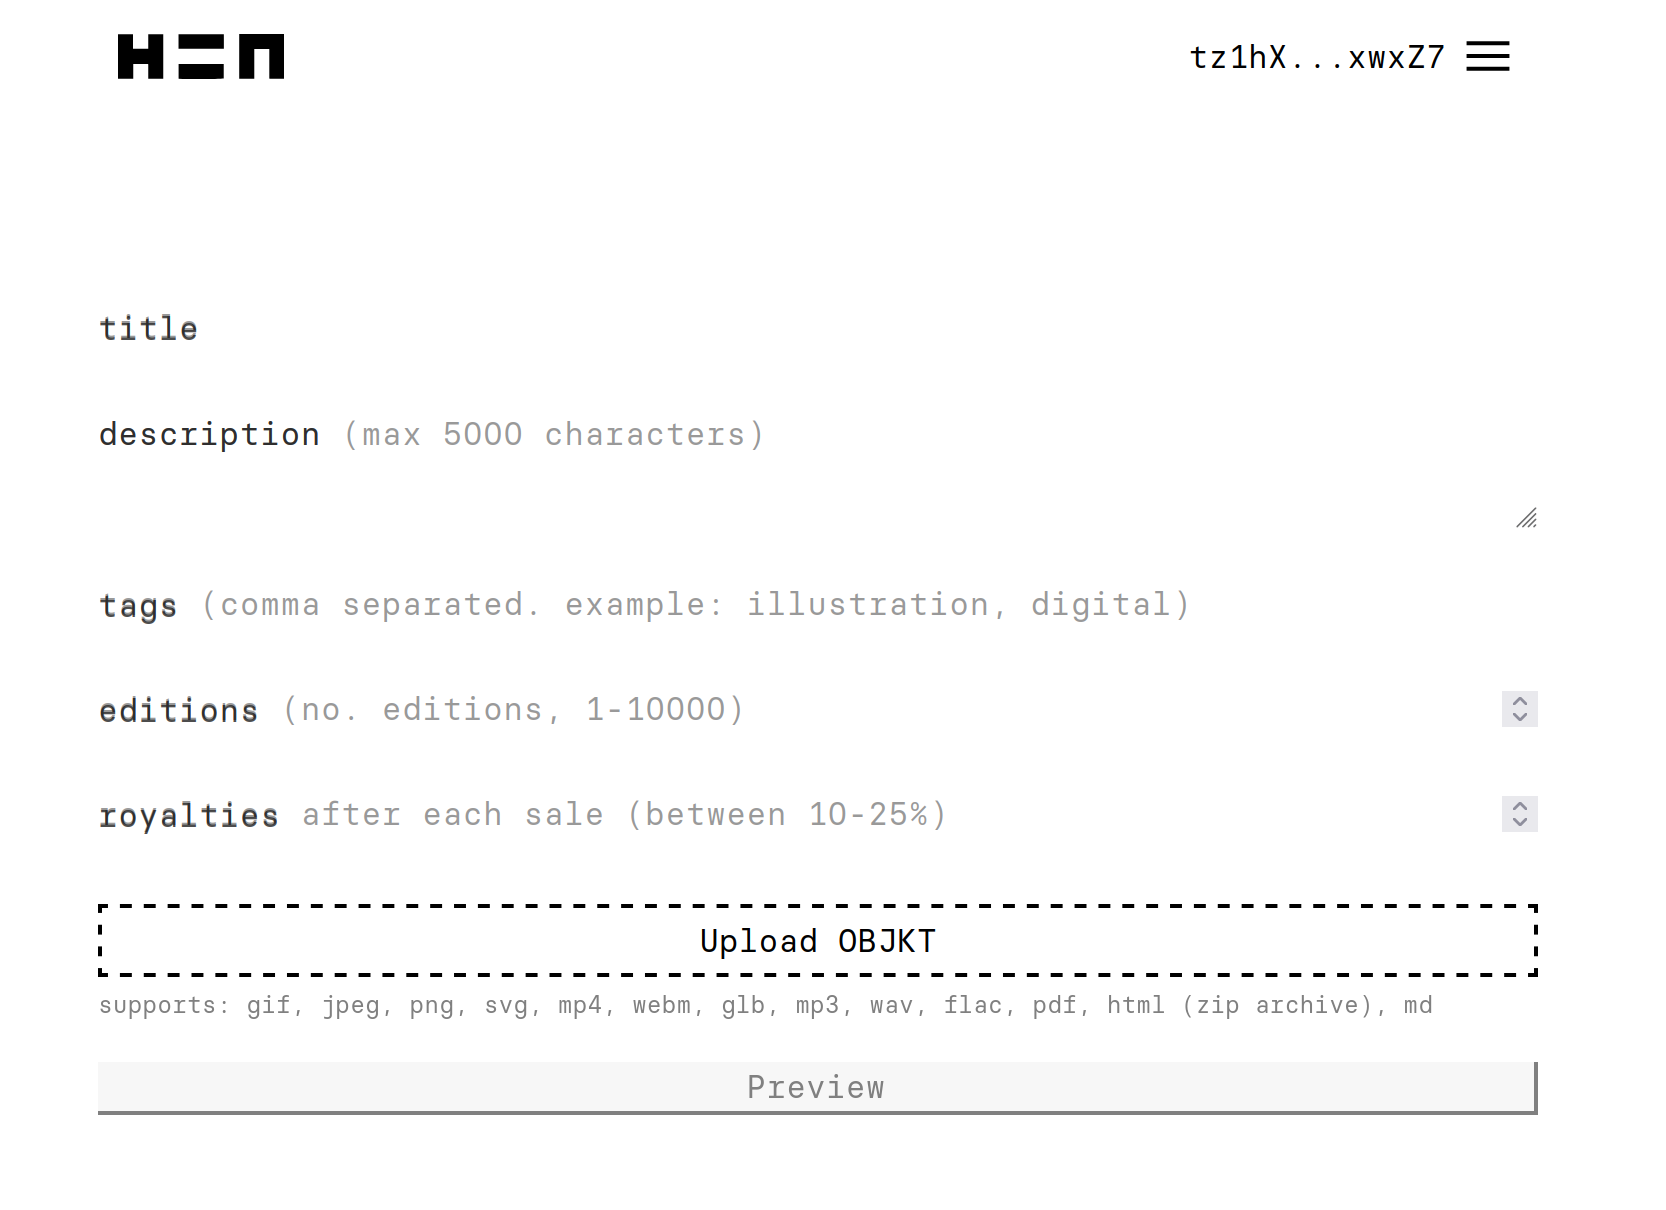 H=N
tz1hX...xwxZ7
title
description (max 5000 characters)
tags (comma separated. example: illustration, digital)
editions (no. editions, 1-10000)
royalties after each sale (between 10-25%)
Upload OBJKT
supports: gif, jpeg, png, svg, mp4, webm, glb, mp3, wav, flac, pdf, html (zip archive), md
Preview